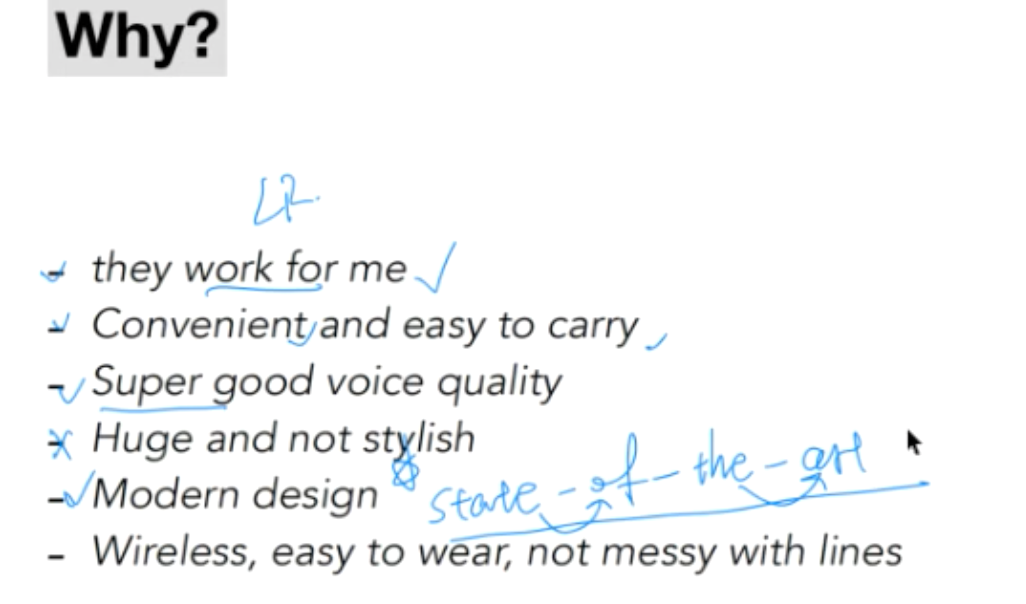 Why?
- they work for me
- Convenient and easy to carry
- Super good voice quality
- Huge and not stylish
- Modern design state-of-the-art
- Wireless, easy to wear, not messy with lines